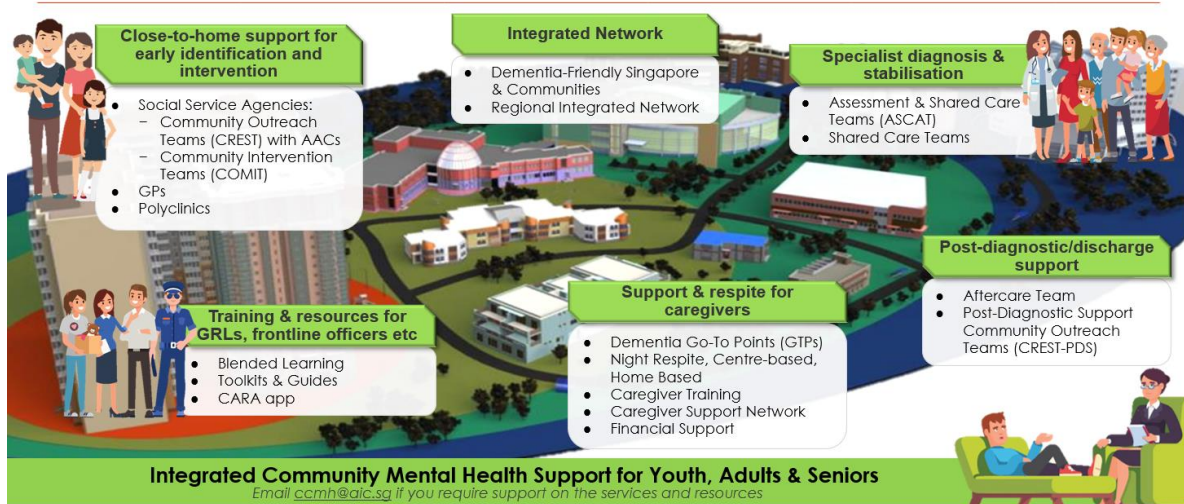 Close-to-home support for
early identification and
intervention
● Social Service Agencies:
− Community Outreach
Teams (CREST) with AACs
− Community Intervention
Teams (COMIT)
● GPs
● Polyclinics
Integrated Network
● Dementia-Friendly Singapore
& Communities
● Regional Integrated Network
Specialist diagnosis &
stabilisation
● Assessment & Shared Care
Teams (ASCAT)
● Shared Care Teams
Training & resources for
GRLs, frontline officers etc
● Blended Learning
● Toolkits & Guides
● CARA app
Support & respite for
caregivers
● Dementia Go-To Points (GTPs)
● Night Respite, Centre-based,
Home Based
● Caregiver Training
● Caregiver Support Network
● Financial Support
Post-diagnostic/discharge
support
● Aftercare Team
● Post-Diagnostic Support
Community Outreach
Teams (CREST-PDS)
Integrated Community Mental Health Support for Youth, Adults & Seniors
Email ccmh@aic.sg if you require support on the services and resources